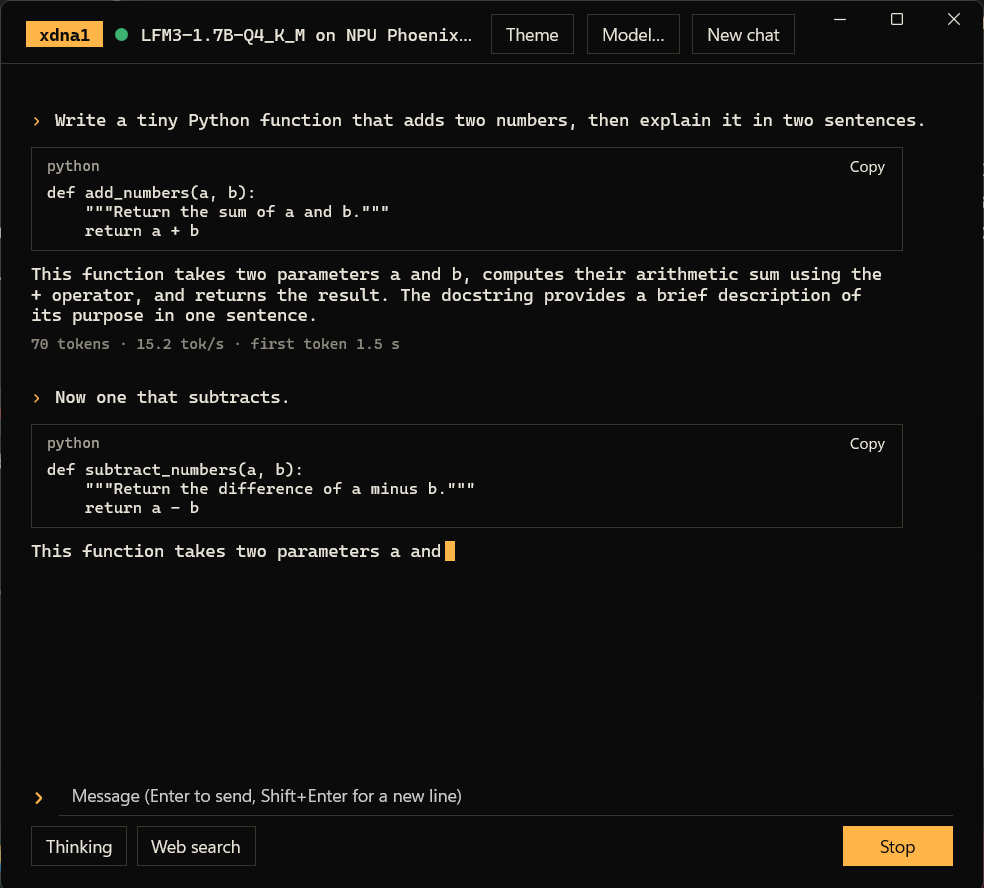 xdna1 LFM3-1.7B-Q4_K_M on NPU Phoenix... Theme Model... New chat
> Write a tiny Python function that adds two numbers, then explain it in two sentences.
python Copy
def add_numbers(a, b):
    """Return the sum of a and b."""
    return a + b
This function takes two parameters a and b, computes their arithmetic sum using the
+ operator, and returns the result. The docstring provides a brief description of
its purpose in one sentence.
70 tokens · 15.2 tok/s · first token 1.5 s
> Now one that subtracts.
python Copy
def subtract_numbers(a, b):
    """Return the difference of a minus b."""
    return a - b
This function takes two parameters a and
> Message (Enter to send, Shift+Enter for a new line)
Thinking Web search Stop